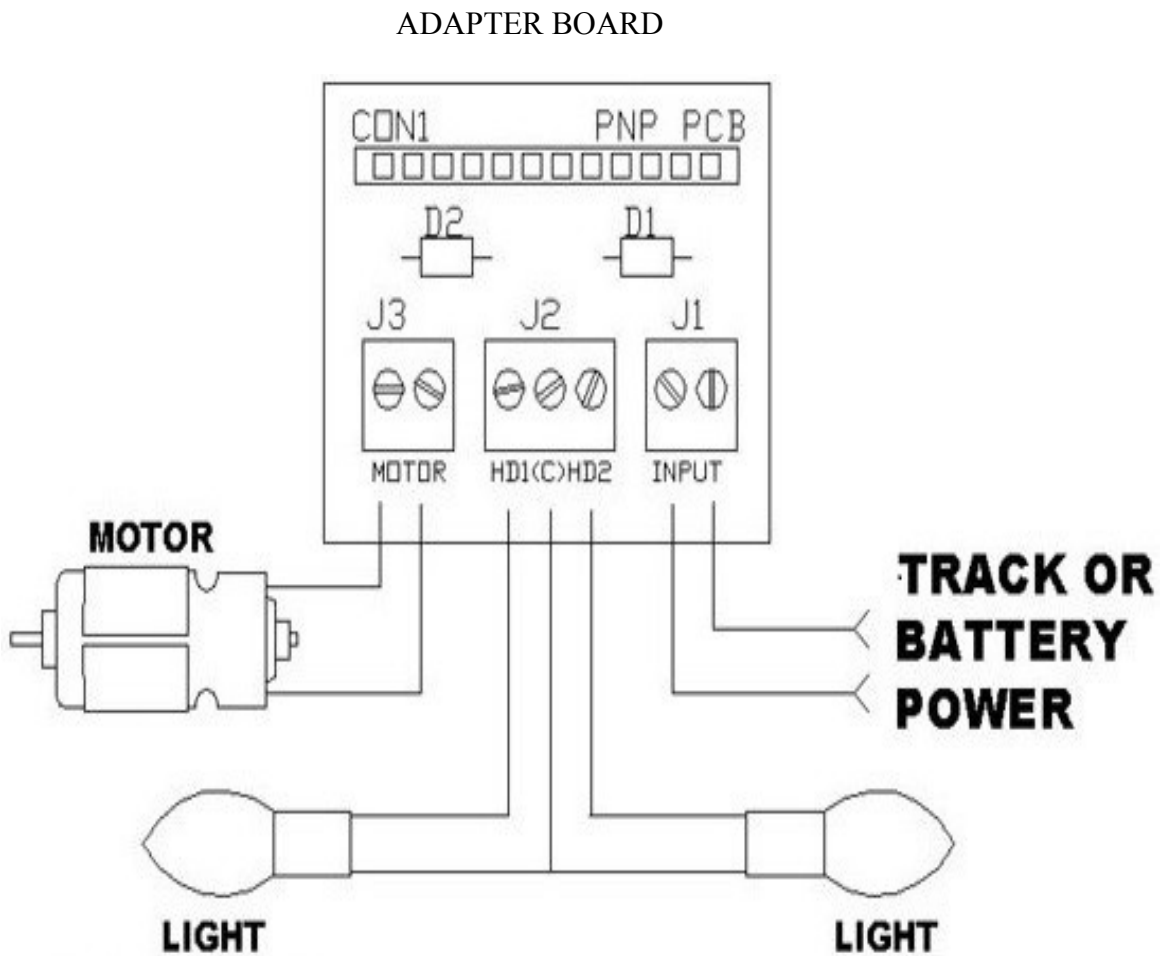 ADAPTER BOARD
CON1 PNP PCB
D2 D1
J3 J2 J1
MOTOR HD1(C)HD2 INPUT
MOTOR
TRACK OR
BATTERY
POWER
LIGHT LIGHT